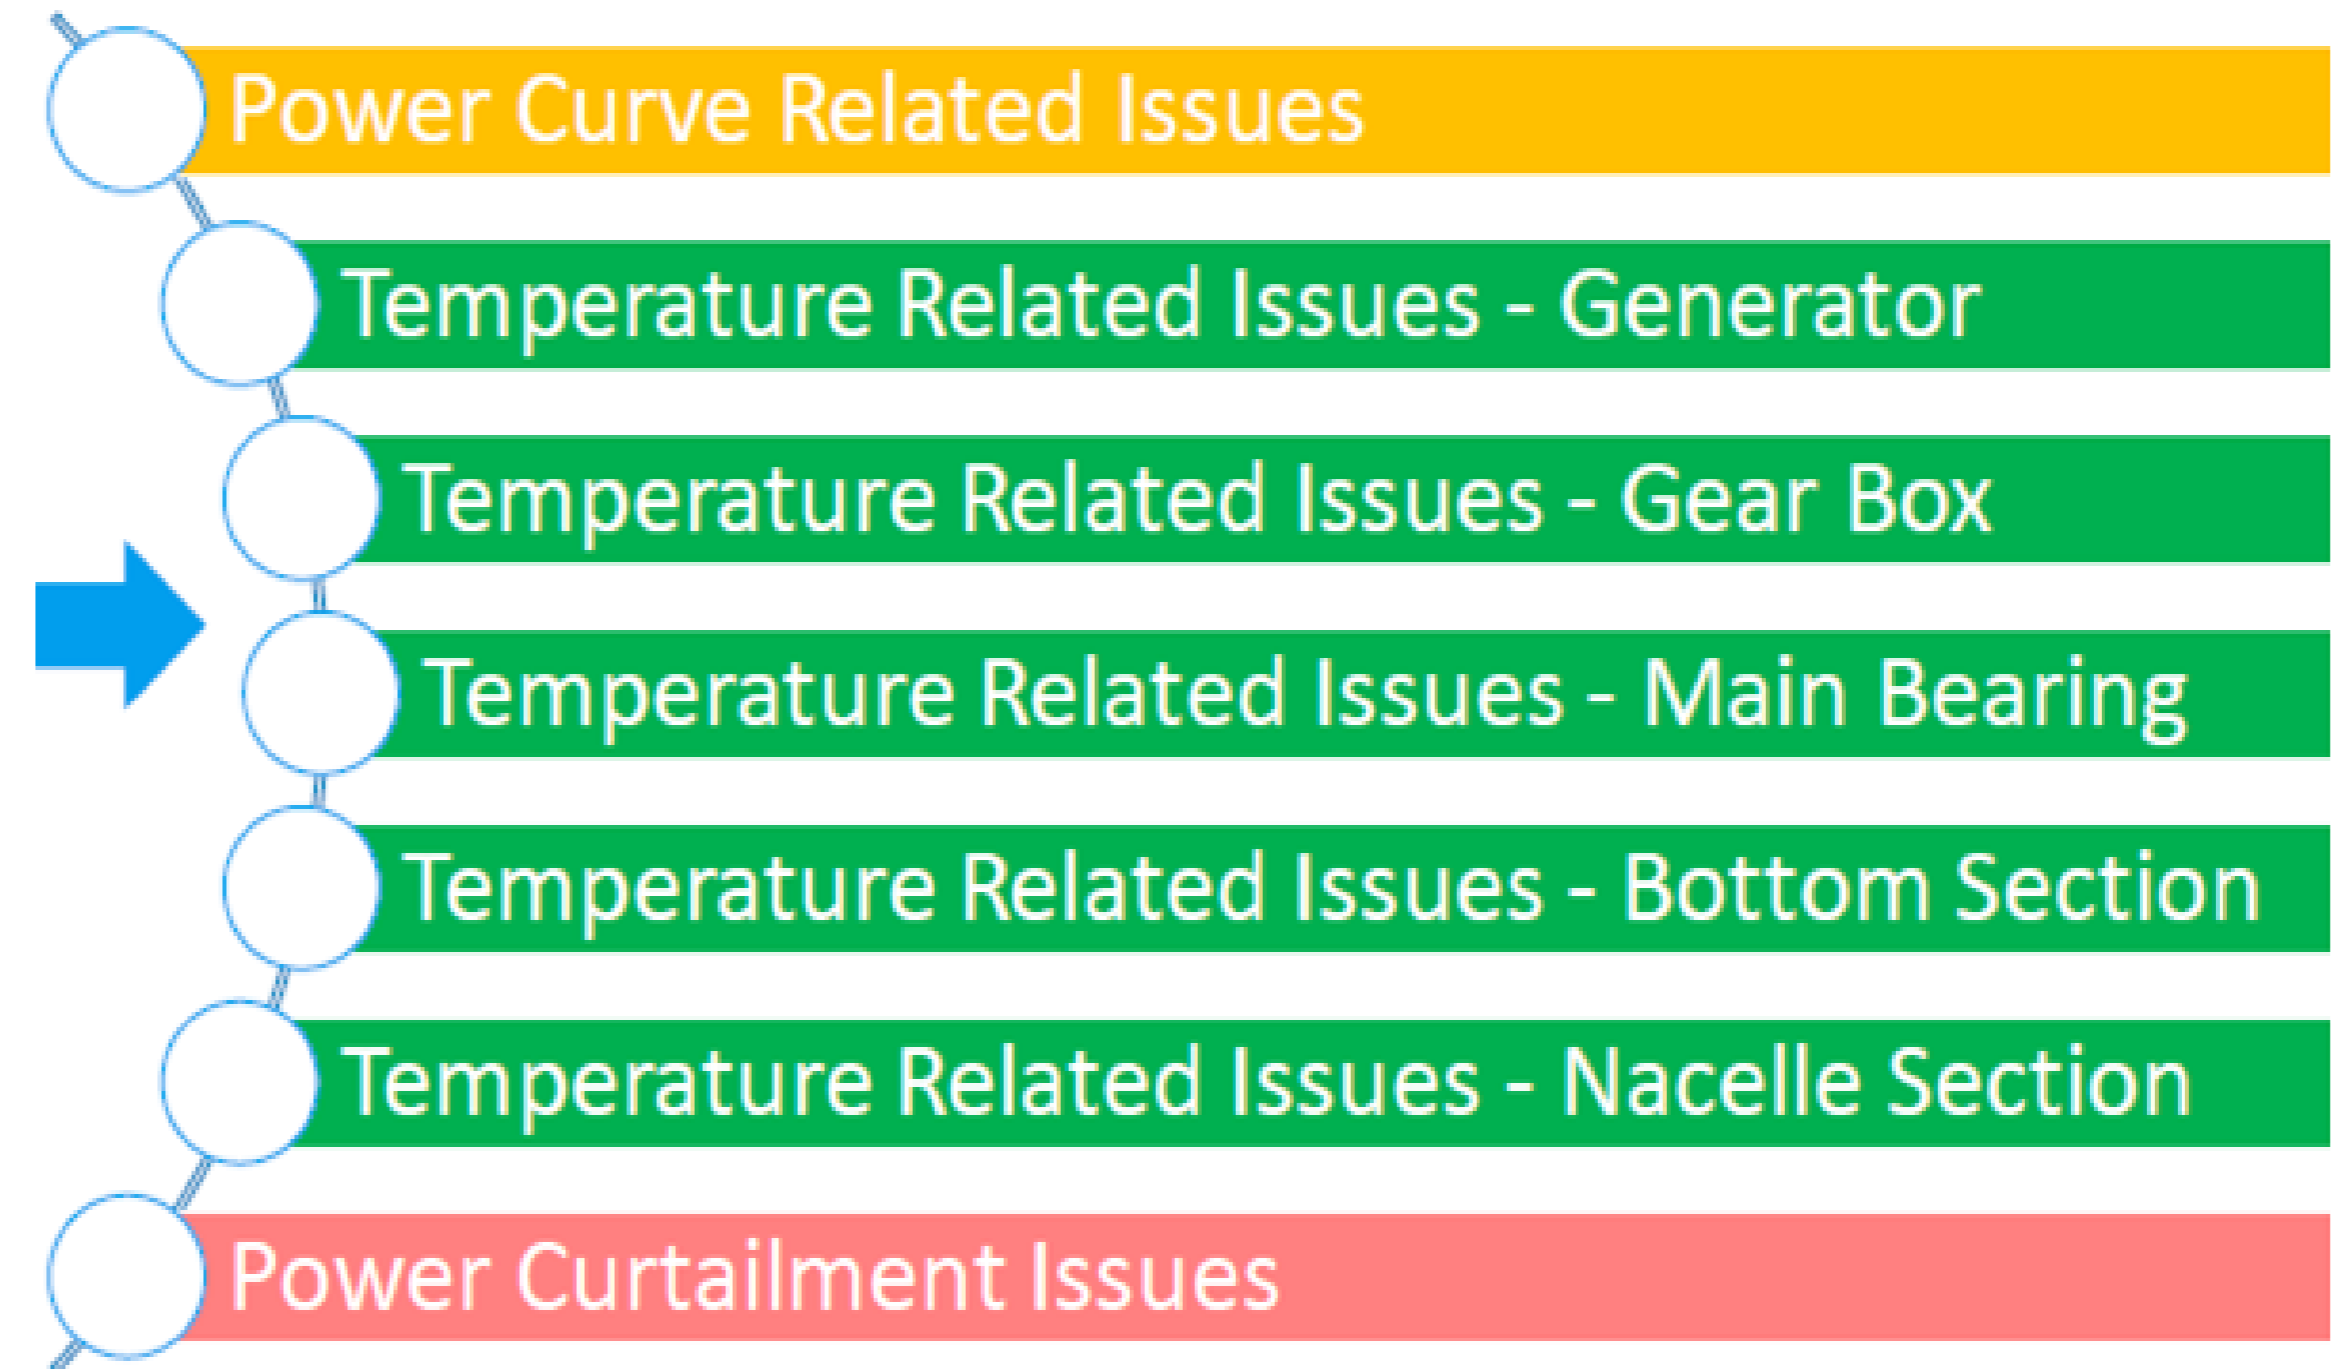 Power Curve Related Issues
Temperature Related Issues - Generator
Temperature Related Issues - Gear Box
Temperature Related Issues - Main Bearing
Temperature Related Issues - Bottom Section
Temperature Related Issues - Nacelle Section
Power Curtailment Issues